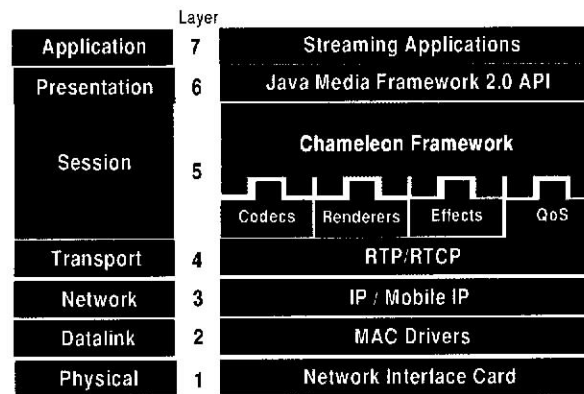 Layer
Application 7 Streaming Applications
Presentation 6 Java Media Framework 2.0 API
Session 5 Chameleon Framework
Codecs Renderers Effects QoS
Transport 4 RTP/RTCP
Network 3 IP / Mobile IP
Datalink 2 MAC Drivers
Physical 1 Network Interface Card